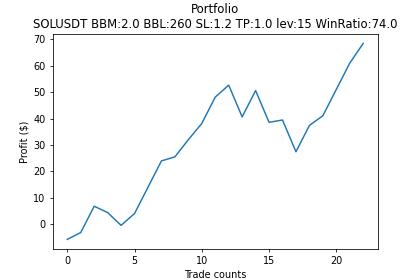 Portfolio
SOLUSDT BBM:2.0 BBL:260 SL:1.2 TP:1.0 lev:15 WinRatio:74.0
70
60
50
40
30
20
10
0
Profit ($)
0 5 10 15 20
Trade counts